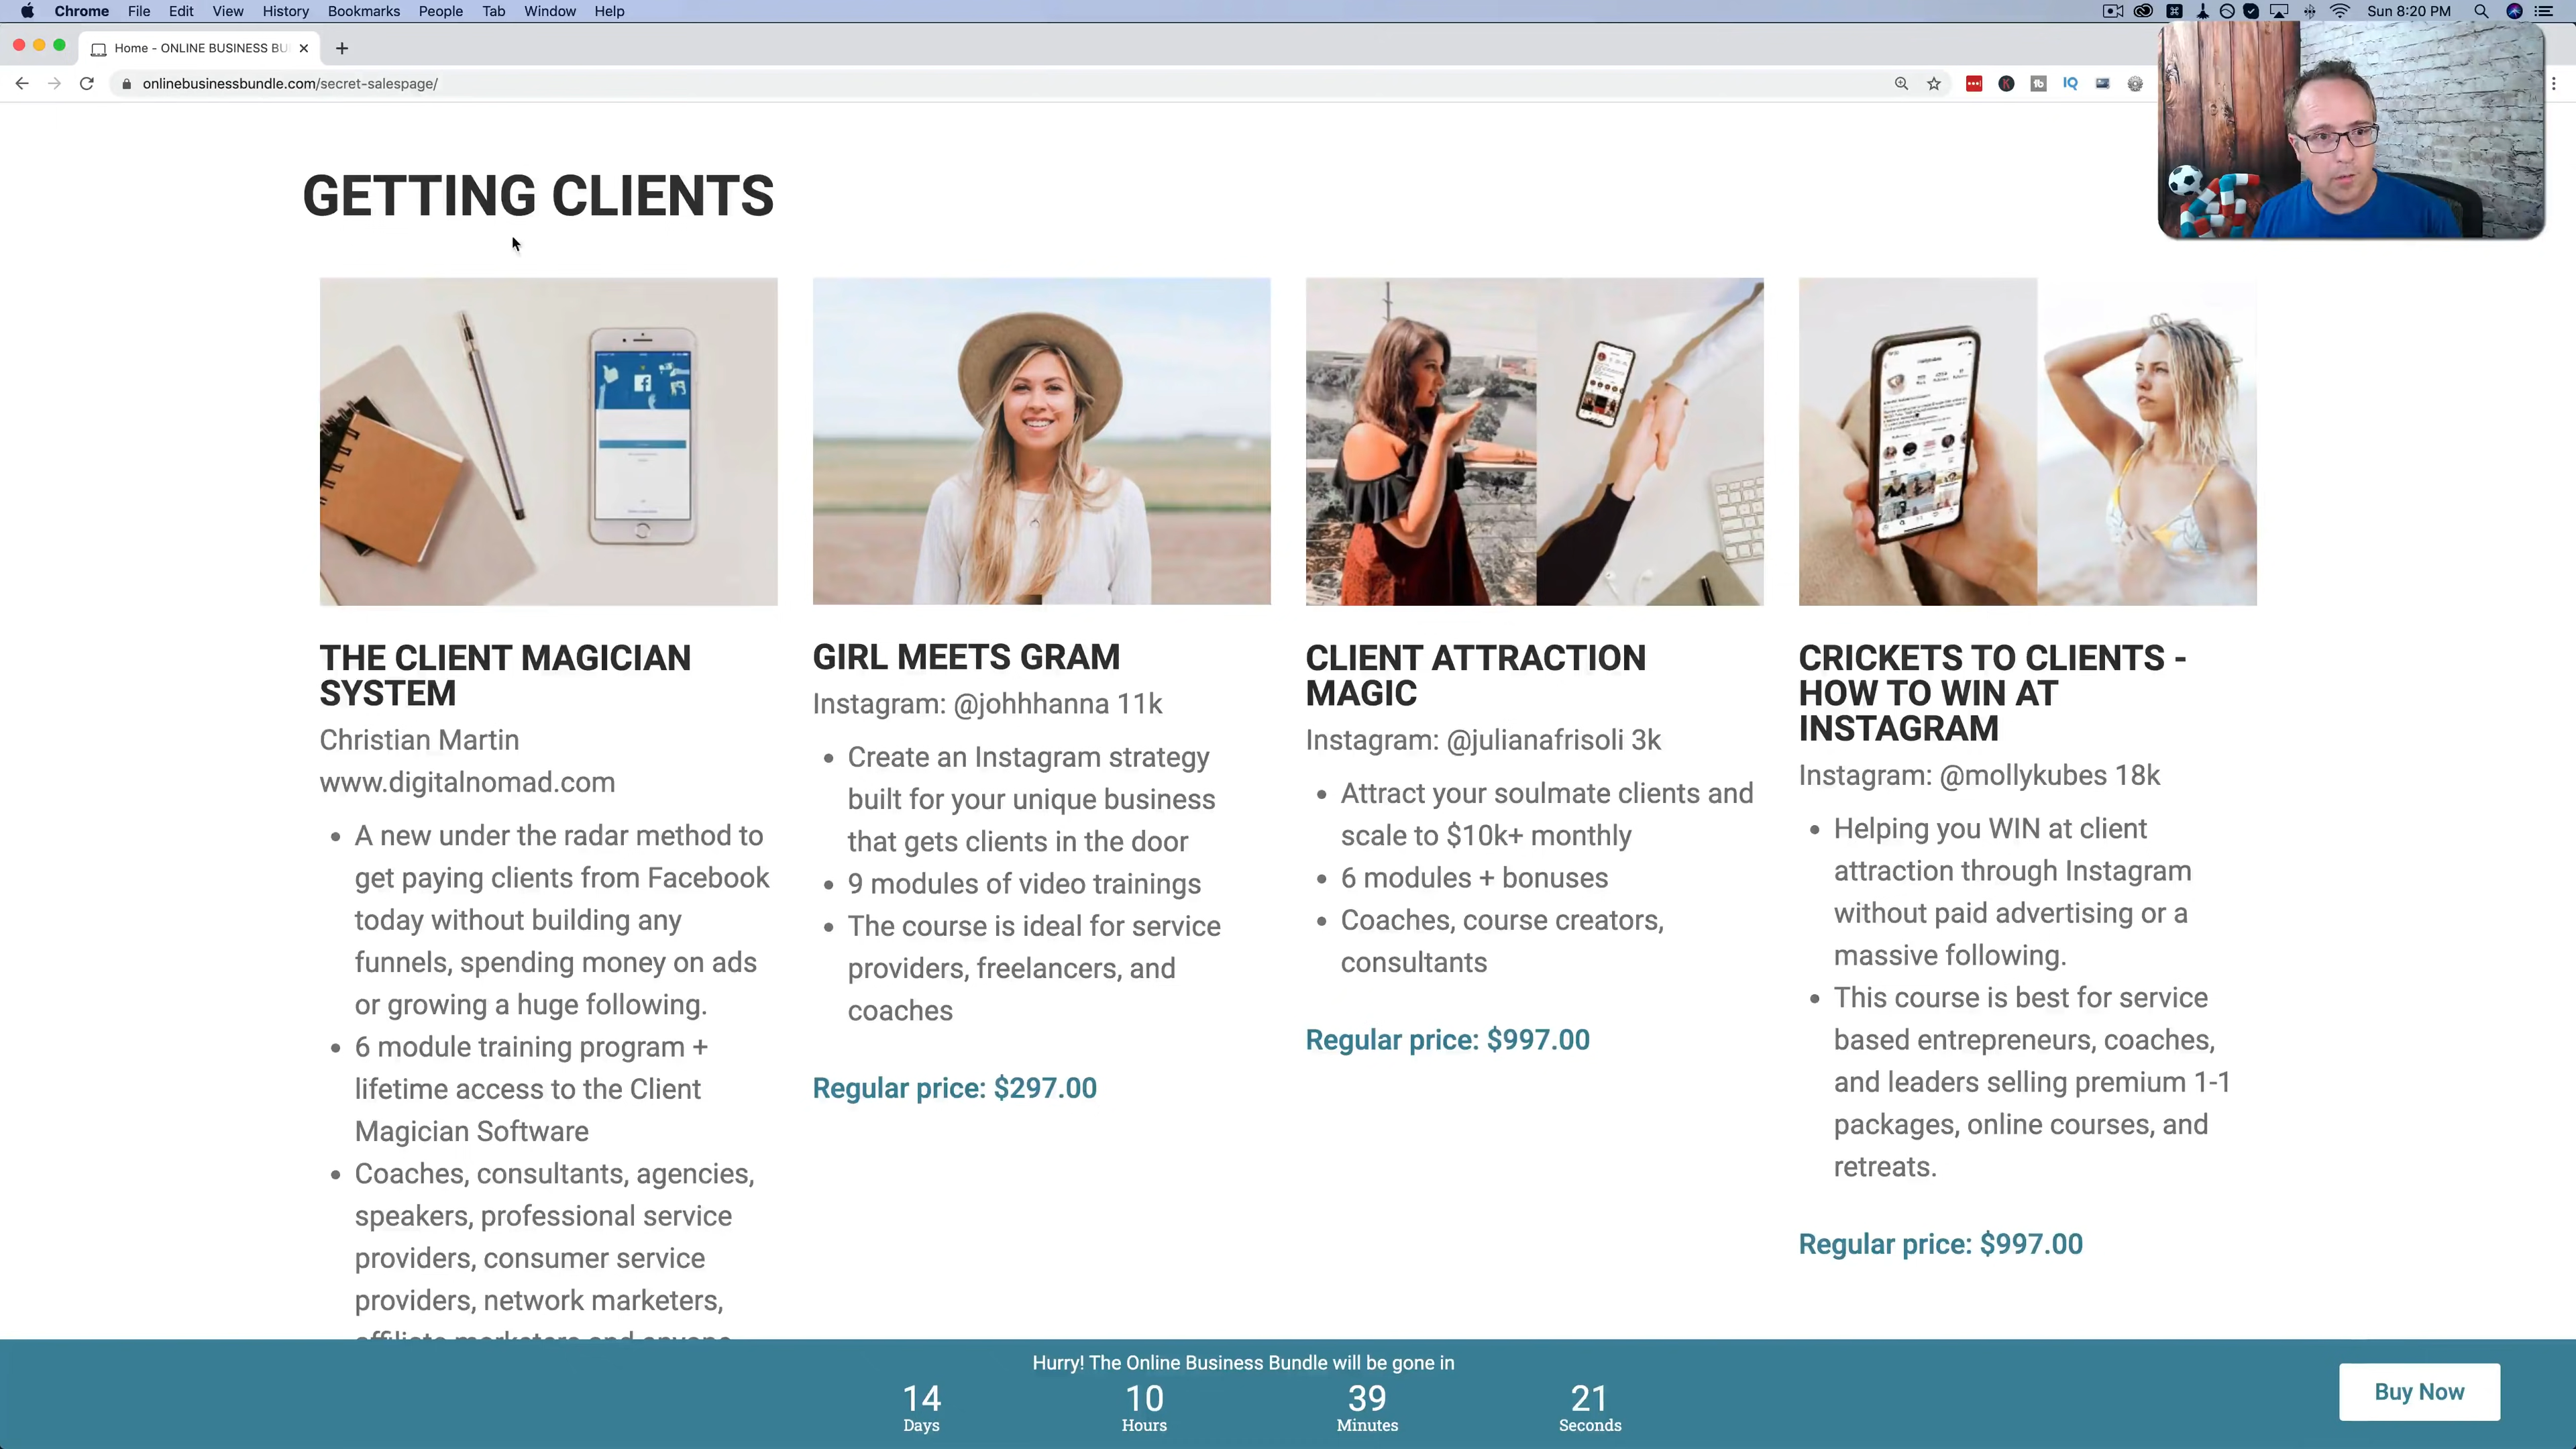 Chrome File Edit View History Bookmarks People Tab Window Help
Sun 8:20 PM
Home - ONLINE BUSINESS BU
onlinebusinessbundle.com/secret-salespage/
GETTING CLIENTS
THE CLIENT MAGICIAN
SYSTEM
Christian Martin
www.digitalnomad.com
• A new under the radar method to
get paying clients from Facebook
today without building any
funnels, spending money on ads
or growing a huge following.
• 6 module training program +
lifetime access to the Client
Magician Software
• Coaches, consultants, agencies,
speakers, professional service
providers, consumer service
providers, network marketers,
affiliate marketers and anyone
GIRL MEETS GRAM
Instagram: @johhhanna 11k
• Create an Instagram strategy
built for your unique business
that gets clients in the door
• 9 modules of video trainings
• The course is ideal for service
providers, freelancers, and
coaches
Regular price: $297.00
CLIENT ATTRACTION
MAGIC
Instagram: @julianafrisoli 3k
• Attract your soulmate clients and
scale to $10k+ monthly
• 6 modules + bonuses
• Coaches, course creators,
consultants
Regular price: $997.00
CRICKETS TO CLIENTS -
HOW TO WIN AT
INSTAGRAM
Instagram: @mollykubes 18k
• Helping you WIN at client
attraction through Instagram
without paid advertising or a
massive following.
• This course is best for service
based entrepreneurs, coaches,
and leaders selling premium 1-1
packages, online courses, and
retreats.
Regular price: $997.00
Hurry! The Online Business Bundle will be gone in
14 10 39 21
Days Hours Minutes Seconds
Buy Now